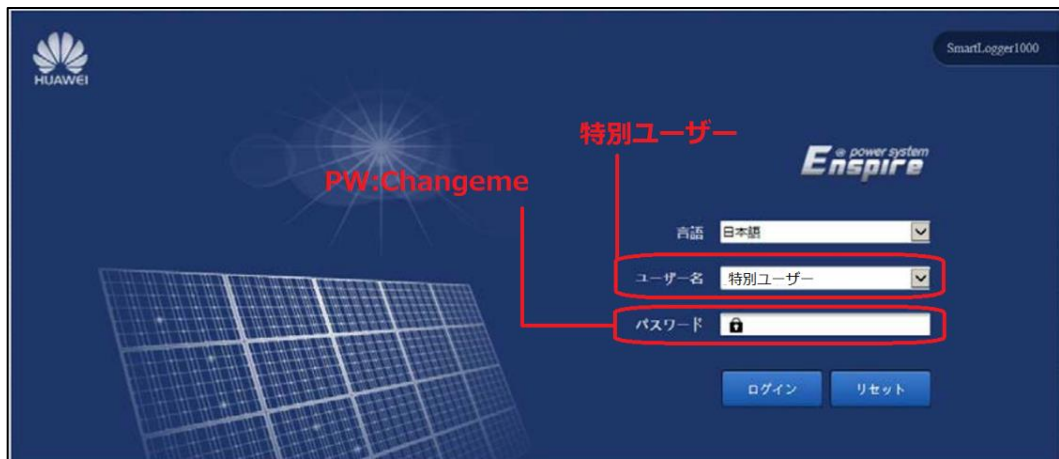 HUAWEI
SmartLogger1000
特別ユーザー
power system
Enspire
PW:Changeme
言語 日本語
ユーザー名 特別ユーザー
パスワード
ログイン リセット